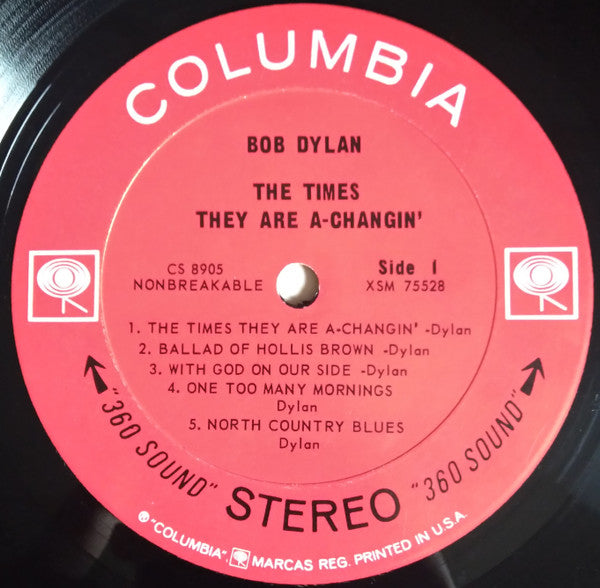 COLUMBIA
BOB DYLAN
THE TIMES
THEY ARE A-CHANGIN'
CS 8905
NONBREAKABLE
Side 1
XSM 75528
1. THE TIMES THEY ARE A-CHANGIN' -Dylan
2. BALLAD OF HOLLIS BROWN -Dylan
3. WITH GOD ON OUR SIDE -Dylan
4. ONE TOO MANY MORNINGS
Dylan
5. NORTH COUNTRY BLUES
Dylan
"360 SOUND" STEREO "360 SOUND"
® "COLUMBIA", MARCAS REG. PRINTED IN U.S.A.